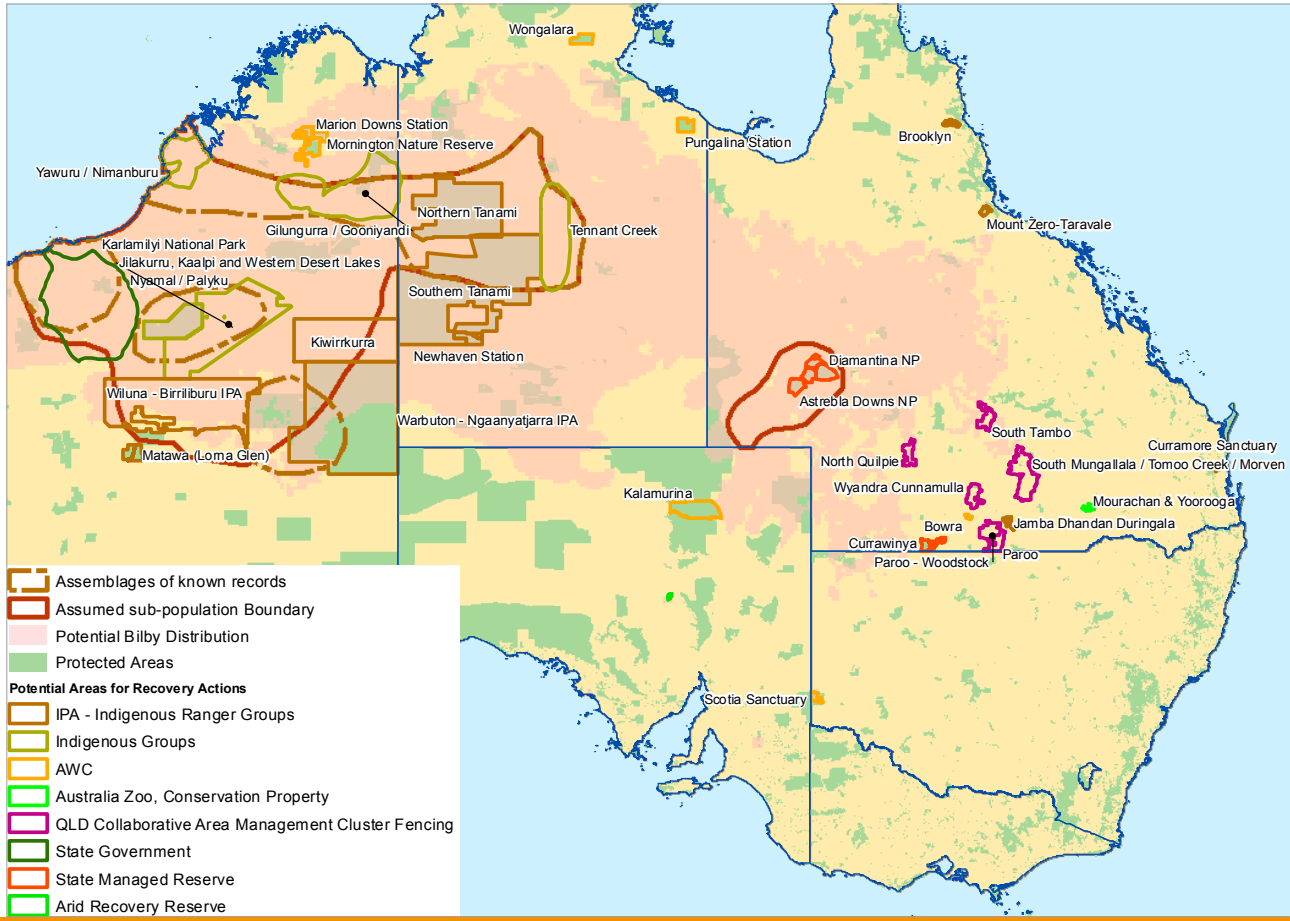 Wongalara
Marion Downs Station
Mornington Nature Reserve
Pungalina Station
Brooklyn
Yawuru / Nimanburu
Northern Tanami
Gilungurra / Gooniyandi
Tennant Creek
Mount Zero-Taravale
Karlamilyi National Park
Jilakurru, Kaalpi and Western Desert Lakes
Nyamal / Palyku
Southern Tanami
Kiwirrkurra
Newhaven Station
Diamantina NP
Astrebla Downs NP
Wiluna - Birriliburu IPA
Warbuton - Ngaanyatjarra IPA
South Tambo
Matawa (Lorna Glen)
North Quilpie
Curramore Sanctuary
South Mungallala / Tomoo Creek / Morven
Kalamurina
Wyandra Cunnamulla
Mourachan & Yoorooga
Bowra
Jamba Dhandan Duringala
Currawinya
Paroo
Paroo - Woodstock
Scotia Sanctuary
Assemblages of known records
Assumed sub-population Boundary
Potential Bilby Distribution
Protected Areas
Potential Areas for Recovery Actions
IPA - Indigenous Ranger Groups
Indigenous Groups
AWC
Australia Zoo, Conservation Property
QLD Collaborative Area Management Cluster Fencing
State Government
State Managed Reserve
Arid Recovery Reserve